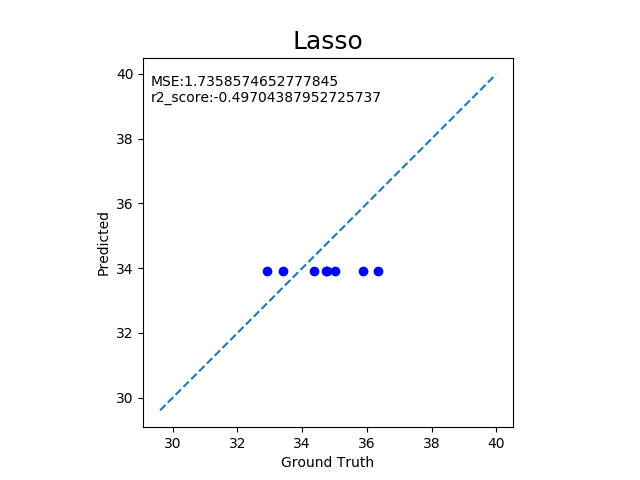 Lasso
MSE:1.7358574652777845
r2_score:-0.49704387952725737
40
38
36
34
32
30
Predicted
30 32 34 36 38 40
Ground Truth